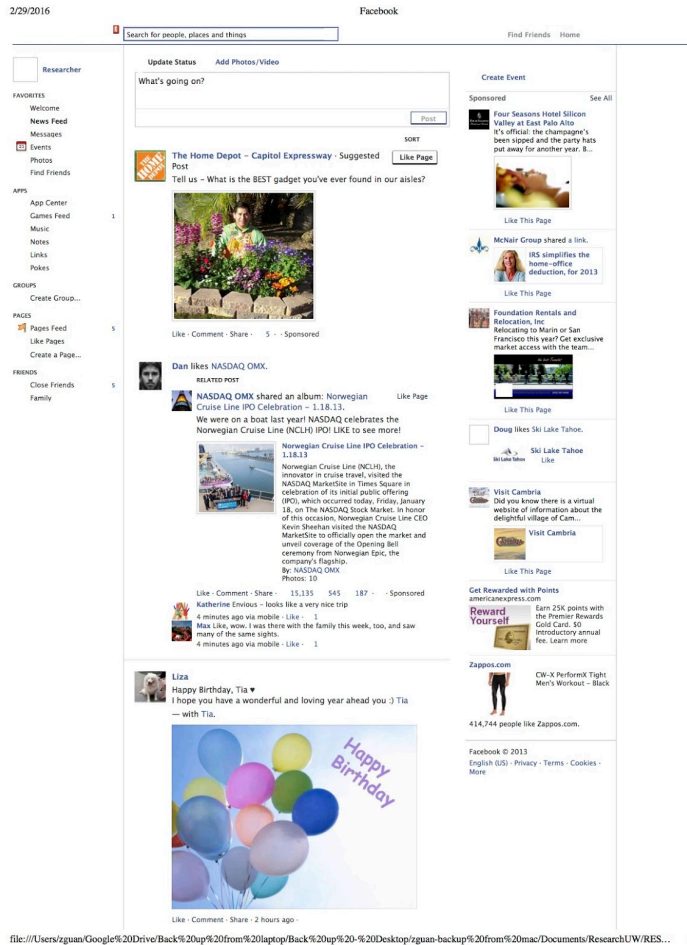 2/29/2016
Facebook
Search for people, places and things
Find Friends Home
Researcher
FAVORITES
Welcome
News Feed
Messages
Events
Photos
Find Friends
APPS
App Center
Games Feed 1
Music
Notes
Links
Pokes
GROUPS
Create Group...
PAGES
Pages Feed 5
Like Pages
Create a Page...
FRIENDS
Close Friends 5
Family
Update Status Add Photos/Video
What's going on?
Post
SORT
THE HOME DEPOT
The Home Depot – Capitol Expressway · Suggested
Post
Like Page
Tell us – What is the BEST gadget you've ever found in our aisles?
Like · Comment · Share · 5 · · Sponsored
Dan likes NASDAQ OMX.
RELATED POST
NASDAQ OMX shared an album: Norwegian
Cruise Line IPO Celebration – 1.18.13.
Like Page
We were on a boat last year! NASDAQ celebrates the
Norwegian Cruise Line (NCLH) IPO! LIKE to see more!
Norwegian Cruise Line IPO Celebration –
1.18.13
Norwegian Cruise Line (NCLH), the
innovator in cruise travel, visited the
NASDAQ MarketSite in Times Square in
celebration of its initial public offering
(IPO), which occurred today, Friday, January
18, on The NASDAQ Stock Market. In honor
of this occasion, Norwegian Cruise Line CEO
Kevin Sheehan visited the NASDAQ
MarketSite to officially open the market and
unveil coverage of the Opening Bell
ceremony from Norwegian Epic, the
company's flagship.
By: NASDAQ OMX
Photos: 10
Like · Comment · Share · 15,135 545 187 · · Sponsored
Katherine Envious – looks like a very nice trip
4 minutes ago via mobile · Like · 1
Max Like, wow. I was there with the family this week, too, and saw
many of the same sights.
4 minutes ago via mobile · Like · 1
Liza
Happy Birthday, Tia ♥
I hope you have a wonderful and loving year ahead you :) Tia
— with Tia.
Happy
Birthday
Like · Comment · Share · 2 hours ago ·
Create Event
Sponsored See All
Four Seasons Hotel Silicon
Valley at East Palo Alto
It's official: the champagne's
been sipped and the party hats
put away for another year. B...
Like This Page
McNair Group shared a link.
IRS simplifies the
home-office
deduction, for 2013
Like This Page
Foundation Rentals and
Relocation, Inc
Relocating to Marin or San
Francisco this year? Get exclusive
market access with the team...
Like This Page
Doug likes Ski Lake Tahoe.
Ski Lake Tahoe
Ski Lake Tahoe
Like
Visit Cambria
Did you know there is a virtual
website of information about the
delightful village of Cam...
Cambria
Visit Cambria
Like This Page
Get Rewarded with Points
americanexpress.com
Reward
Yourself
Earn 25K points with
the Premier Rewards
Gold Card. $0
Introductory annual
fee. Learn more
Zappos.com
CW-X PerformX Tight
Men's Workout – Black
414,744 people like Zappos.com.
Facebook © 2013
English (US) · Privacy · Terms · Cookies ·
More
file:///Users/zguan/Google%20Drive/Back%20up%20from%20laptop/Back%20up%20-%20Desktop/zguan-backup%20from%20mac/Documents/ResearchUW/RES…